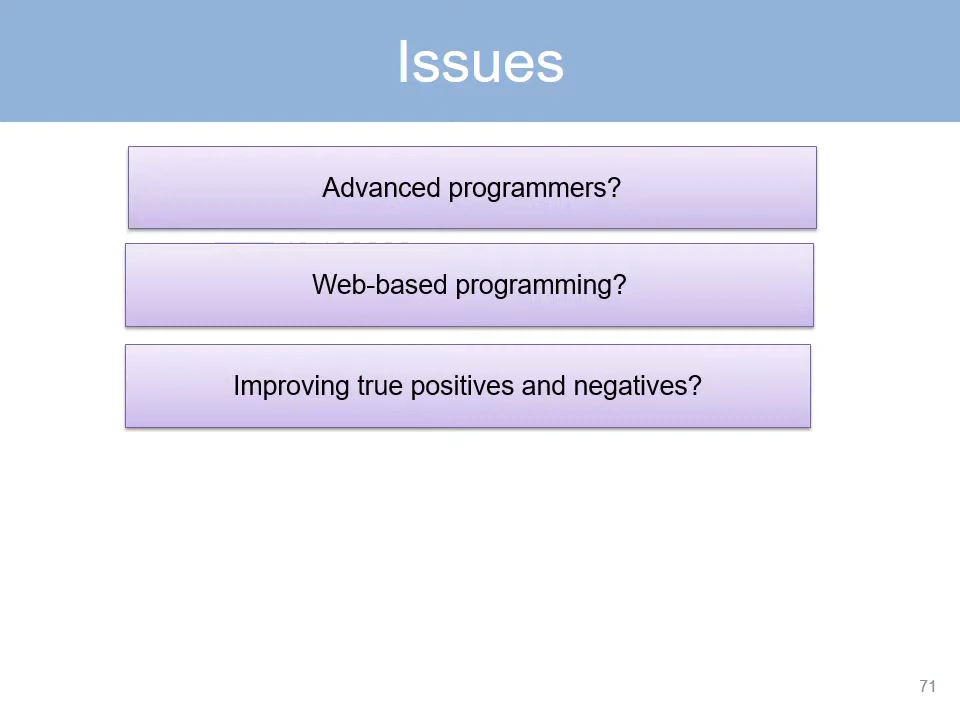 Issues
Advanced programmers?
Web-based programming?
Improving true positives and negatives?
71